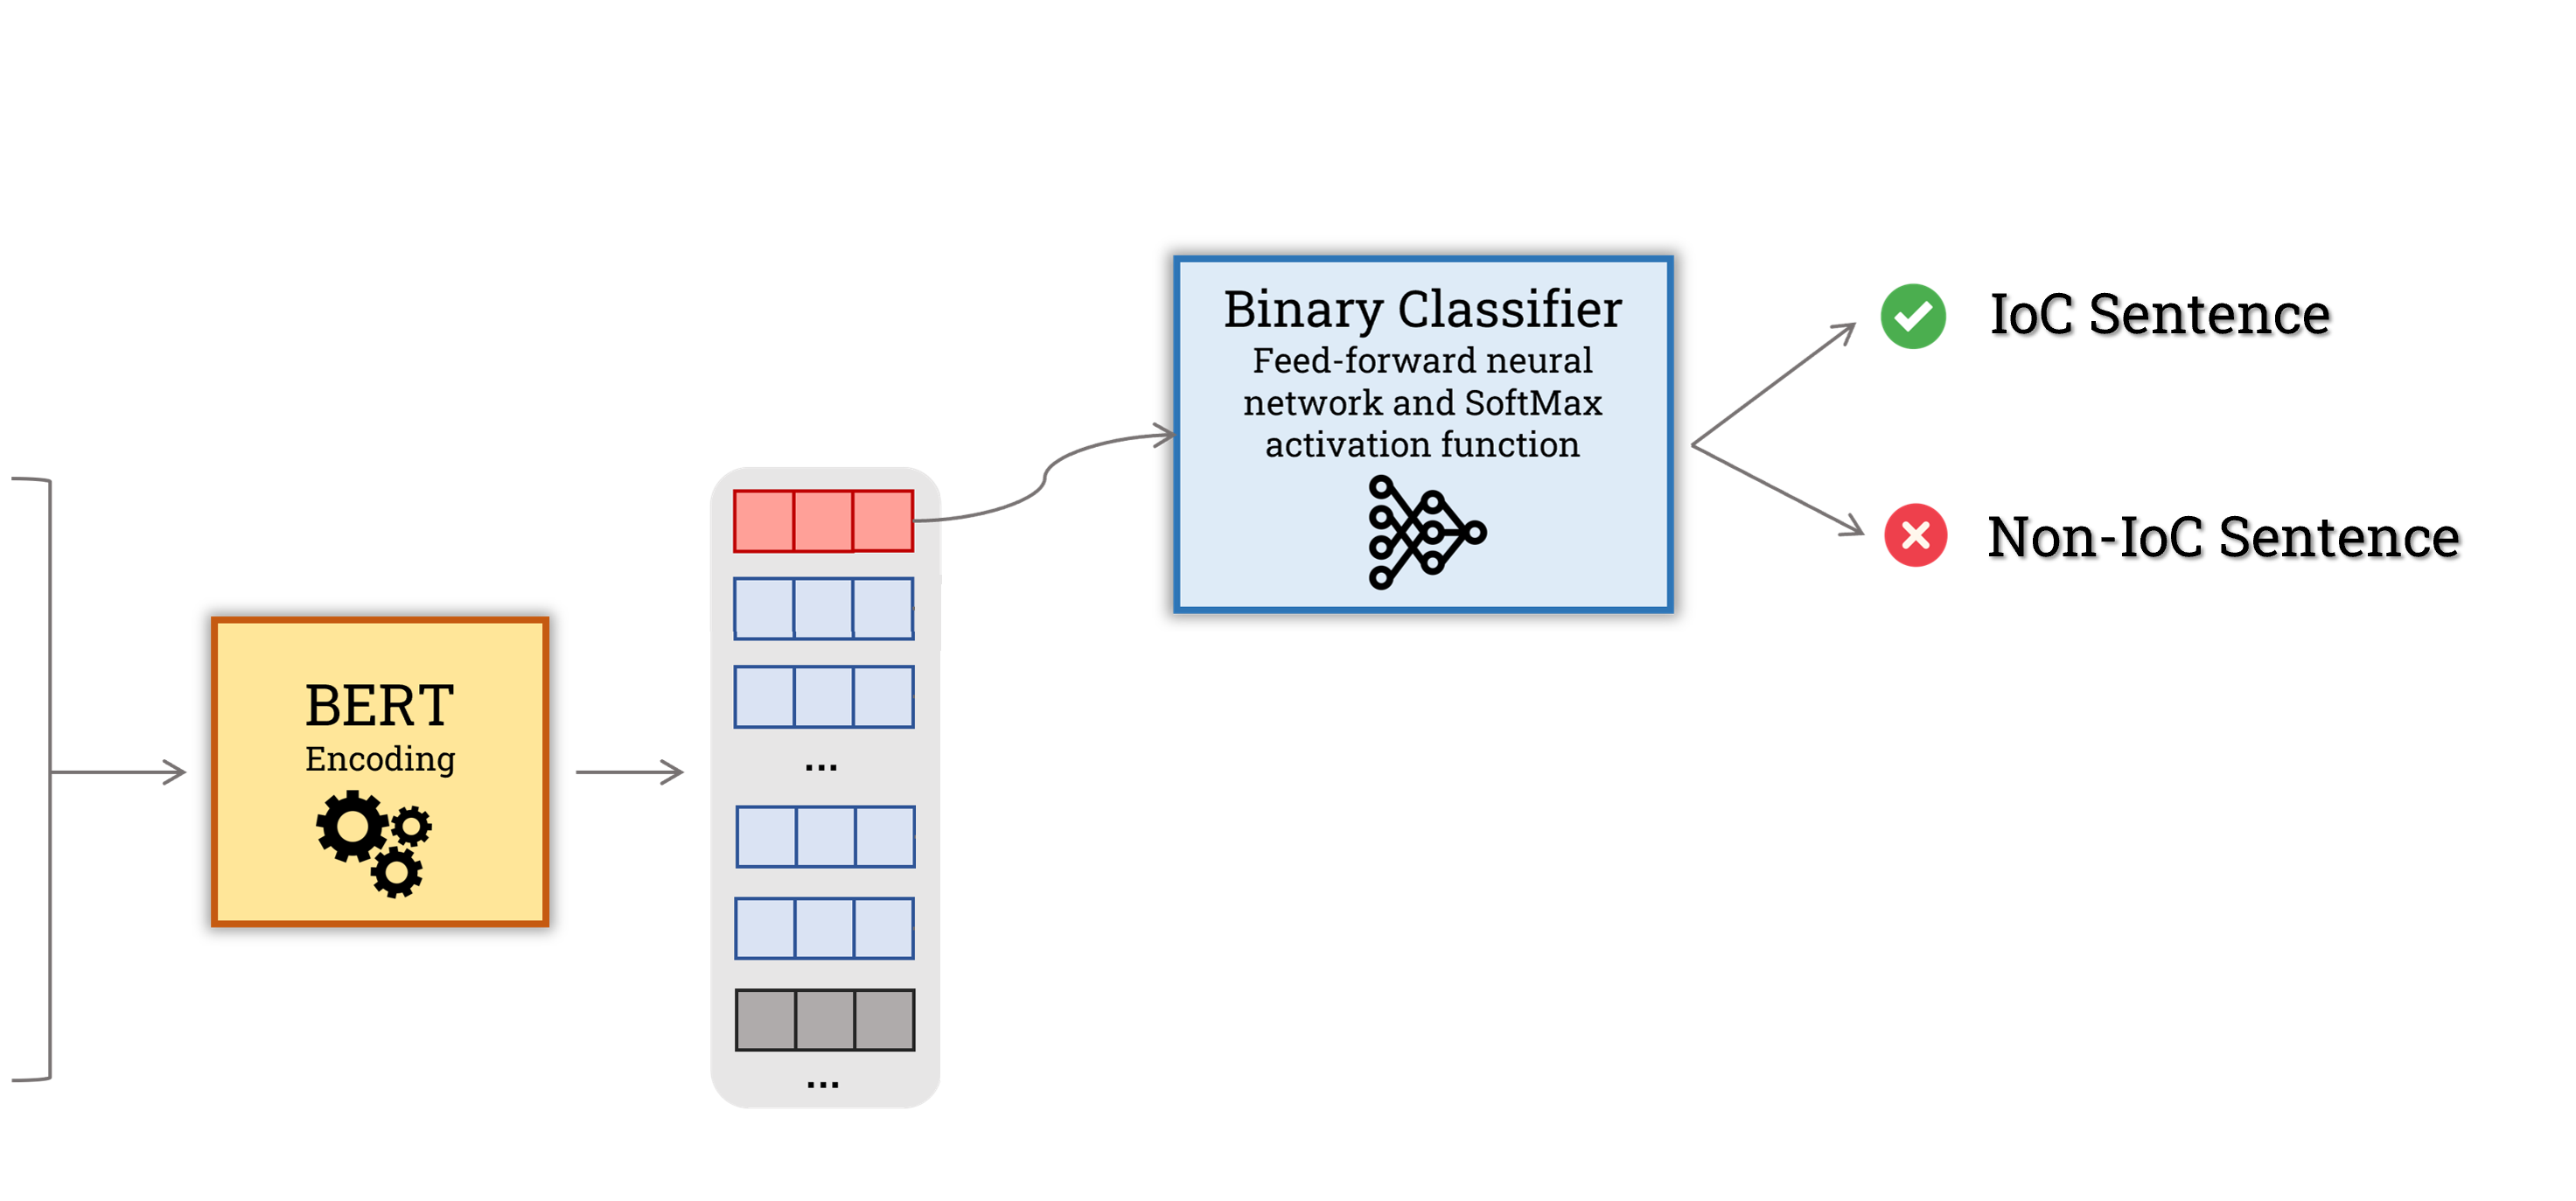 BERT
Encoding
...
...
Binary Classifier
Feed-forward neural
network and SoftMax
activation function
IoC Sentence
Non-IoC Sentence